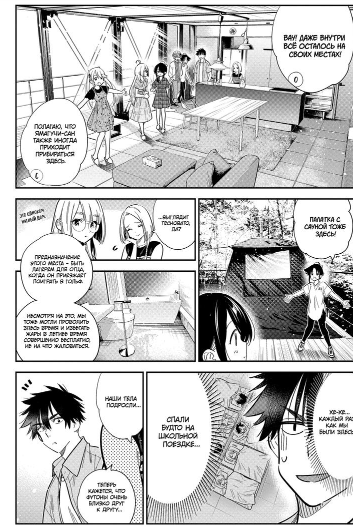 ВАУ! ДАЖЕ ВНУТРИ
ВСЁ ОСТАЛОСЬ НА
СВОИХ МЕСТАХ!
ПОЛАГАЮ, ЧТО
ЯМАГУЧИ-САН
ТАКЖЕ ИНОГДА
ПРИХОДИТ
ПРИБИРАТЬСЯ
ЗДЕСЬ.
...ВЫГЛЯДИТ
ТЕСНОВАТО,
ДА?
ПАЛАТКА С
САУНОЙ ТОЖЕ
ЗДЕСЬ!
ПРЕДНАЗНАЧЕНИЕ
ЭТОГО МЕСТА - БЫТЬ
ЛАГЕРЕМ ДЛЯ ОТЦА,
КОГДА ОН ПРИЕЗЖАЕТ
ПОИГРАТЬ В ГОЛЬФ.
НЕСМОТРЯ НА ЭТО, МЫ
ТОЖЕ МОГЛИ ПРОВОДИТЬ
ЗДЕСЬ ВРЕМЯ И ИЗБЕГАТЬ
ЖАРЫ В ЛЕТНЕЕ ВРЕМЯ
СОВЕРШЕННО БЕСПЛАТНО,
НЕ НА ЧТО ЖАЛОВАТЬСЯ.
ХЕ-ХЕ...
КАЖДЫЙ РАЗ
КАК МЫ
БЫЛИ ЗДЕСЬ
СПАЛИ
БУДТО НА
ШКОЛЬНОЙ
ПОЕЗДКЕ...
НАШИ ТЕЛА
ПОДРОСЛИ...
ТЕПЕРЬ
КАЖЕТСЯ, ЧТО
ФУТОНЫ ОЧЕНЬ
БЛИЗКО ДРУГ
К ДРУГУ...